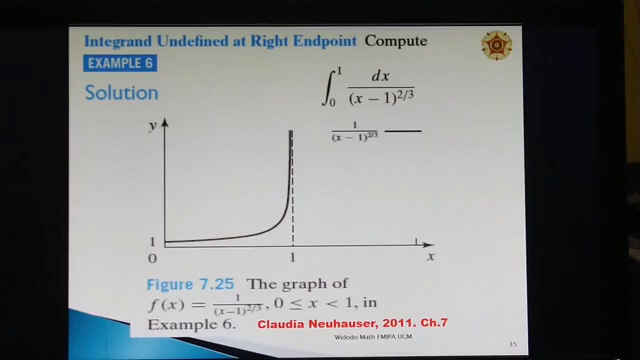 Integrand Undefined at Right Endpoint Compute
EXAMPLE 6
Solution
∫₀¹ dx / (x − 1)^{2/3}
1 / (x − 1)^{2/3}
y
1
0
1
x
Figure 7.25 The graph of
f(x) = 1/(x−1)^{2/3}, 0 ≤ x < 1, in
Example 6. Claudia Neuhauser, 2011. Ch.7
Widodo Math FMIPA UGM
35